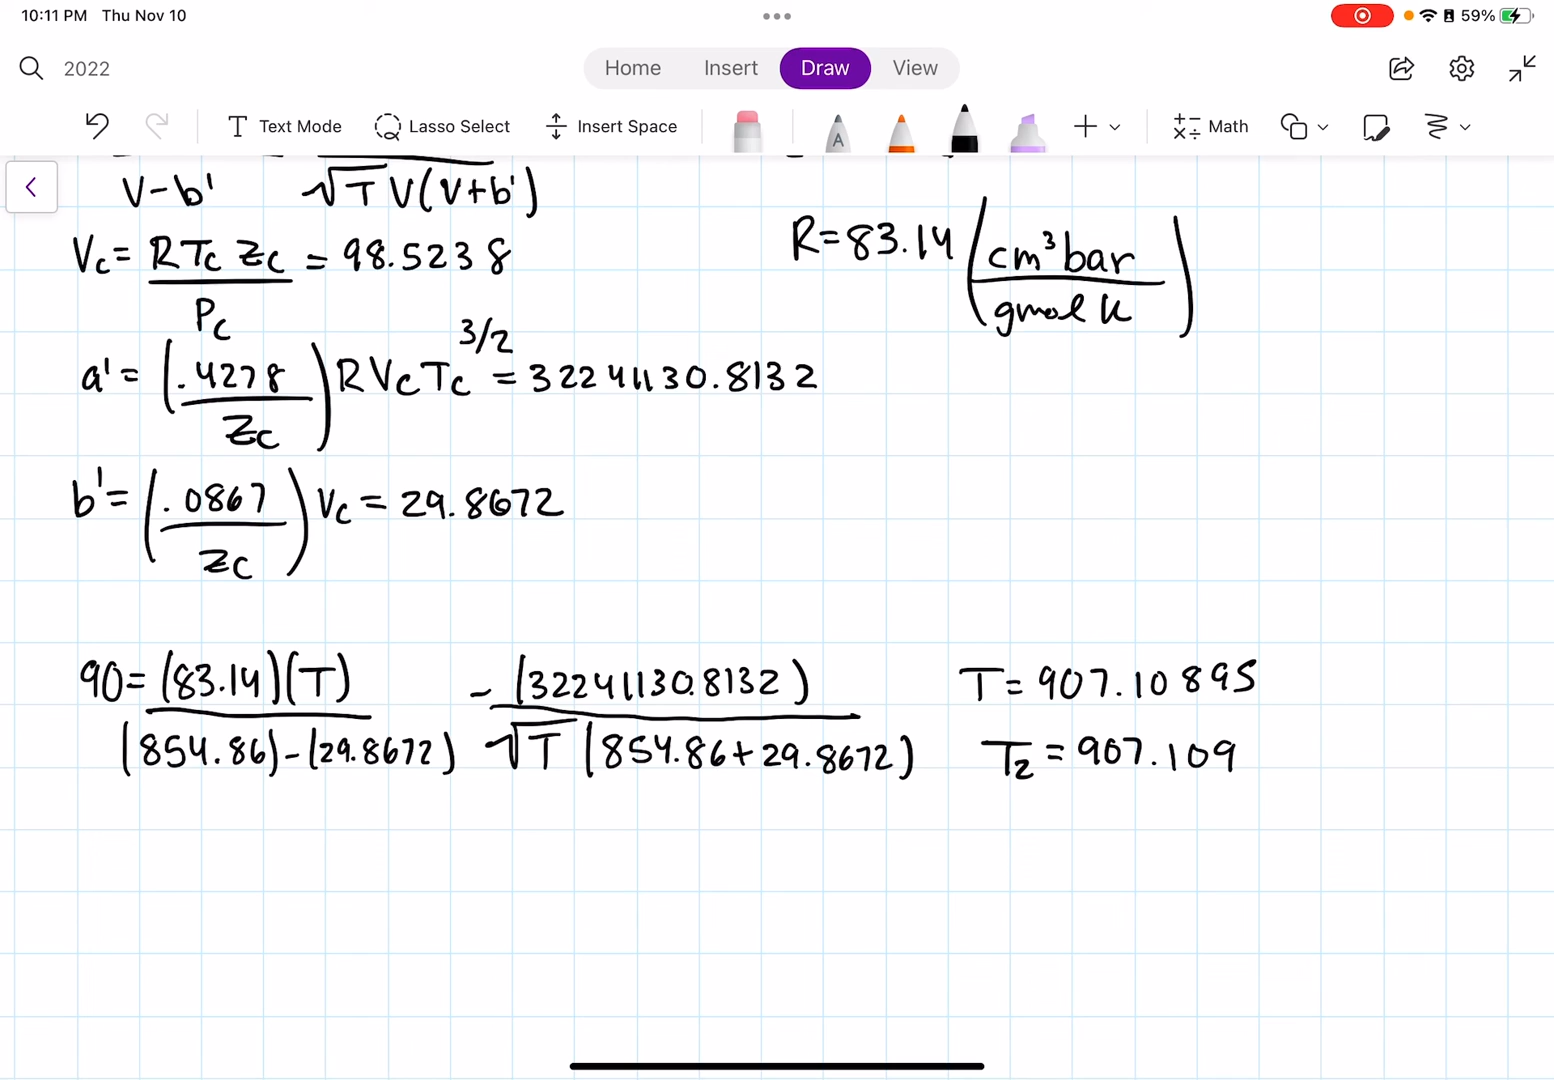 10:11 PM Thu Nov 10
59%
2022
Home Insert Draw View
Text Mode Lasso Select Insert Space A Math
V-b' √T V(V+b')
Vc = RTc Zc / Pc = 98.5238
R = 83.14 (cm³bar / gmol K)
a' = (.4278 / Zc) R Vc Tc^3/2 = 32241130.8132
b' = (.0867 / Zc) Vc = 29.8672
90 = (83.14)(T) / (854.86)-(29.8672) - (32241130.8132) / √T (854.86+29.8672)
T = 907.10895
T₂ = 907.109